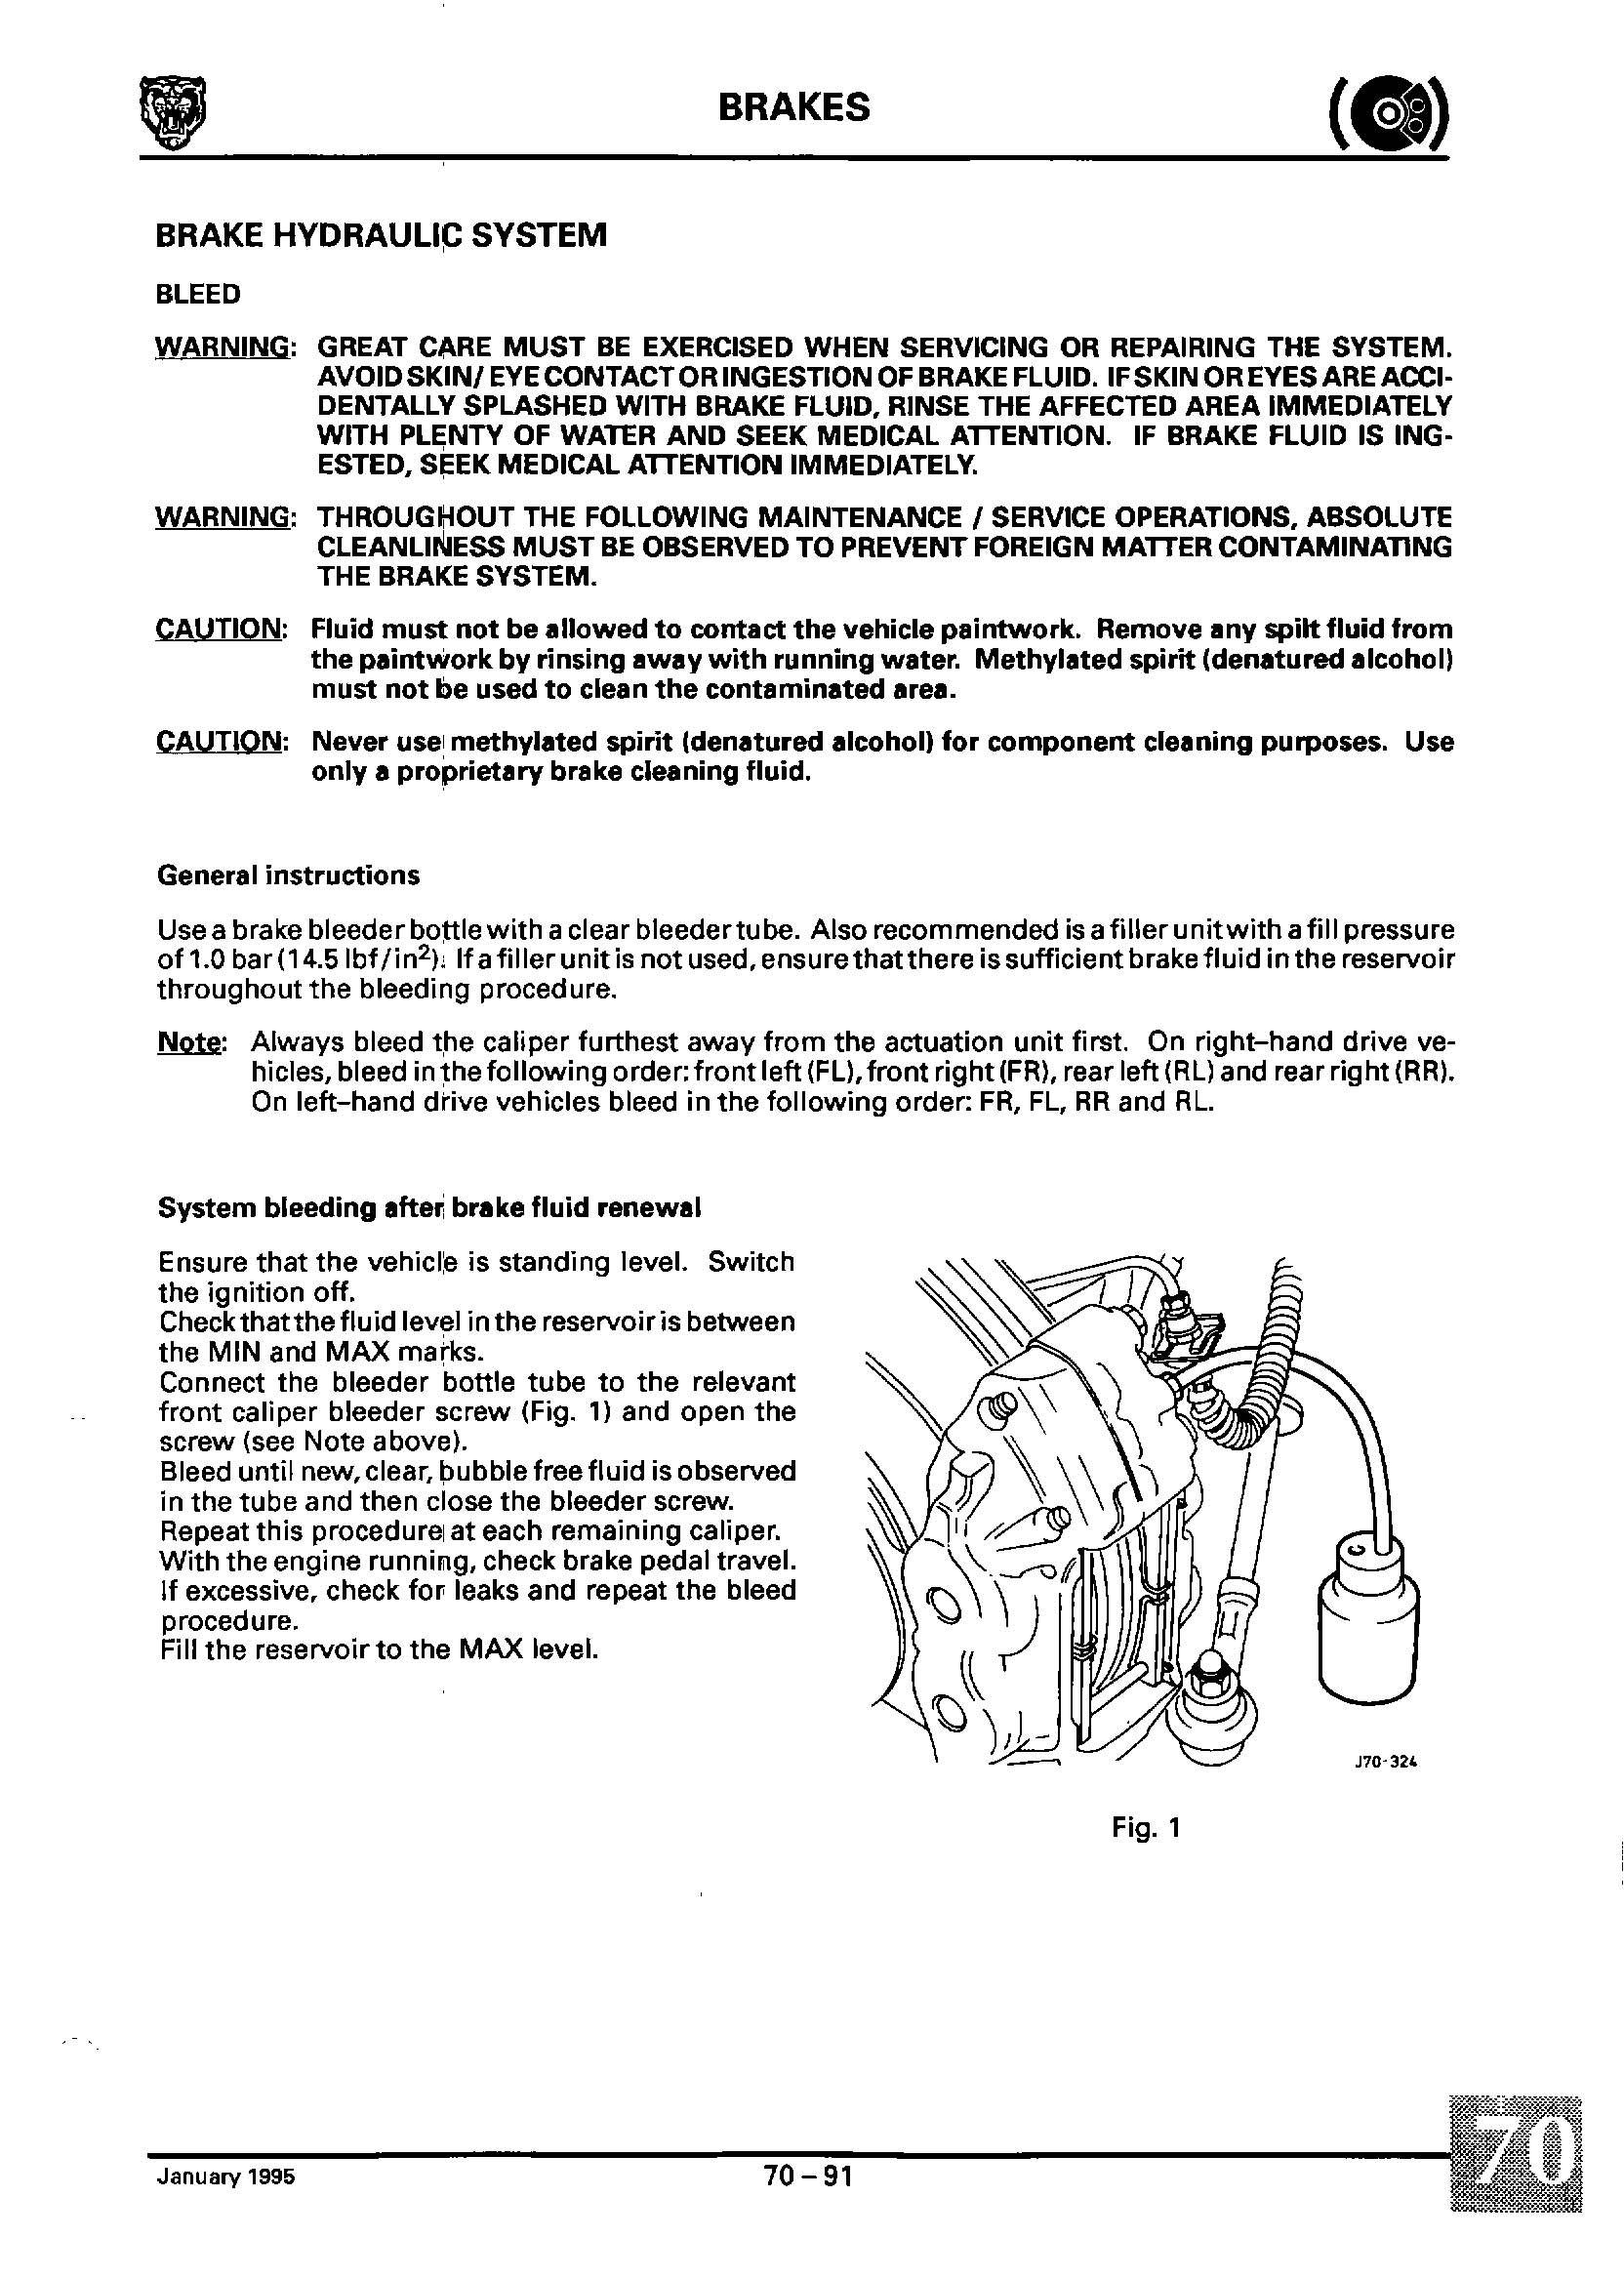 BRAKES
BRAKE HYDRAULIC SYSTEM
BLEED
WARNING: GREAT CARE MUST BE EXERCISED WHEN SERVICING OR REPAIRING THE SYSTEM.
AVOID SKIN/ EYE CONTACT OR INGESTION OF BRAKE FLUID. IF SKIN OR EYES ARE ACCI-
DENTALLY SPLASHED WITH BRAKE FLUID, RINSE THE AFFECTED AREA IMMEDIATELY
WITH PLENTY OF WATER AND SEEK MEDICAL ATTENTION. IF BRAKE FLUID IS ING-
ESTED, SEEK MEDICAL ATTENTION IMMEDIATELY.
WARNING: THROUGHOUT THE FOLLOWING MAINTENANCE / SERVICE OPERATIONS, ABSOLUTE
CLEANLINESS MUST BE OBSERVED TO PREVENT FOREIGN MATTER CONTAMINATING
THE BRAKE SYSTEM.
CAUTION: Fluid must not be allowed to contact the vehicle paintwork. Remove any spilt fluid from
the paintwork by rinsing away with running water. Methylated spirit (denatured alcohol)
must not be used to clean the contaminated area.
CAUTION: Never use methylated spirit (denatured alcohol) for component cleaning purposes. Use
only a proprietary brake cleaning fluid.
General instructions
Use a brake bleeder bottle with a clear bleeder tube. Also recommended is a filler unit with a fill pressure
of 1.0 bar (14.5 lbf/in²). If a filler unit is not used, ensure that there is sufficient brake fluid in the reservoir
throughout the bleeding procedure.
Note: Always bleed the caliper furthest away from the actuation unit first. On right-hand drive ve-
hicles, bleed in the following order: front left (FL), front right (FR), rear left (RL) and rear right (RR).
On left-hand drive vehicles bleed in the following order: FR, FL, RR and RL.
System bleeding after brake fluid renewal
Ensure that the vehicle is standing level. Switch
the ignition off.
Check that the fluid level in the reservoir is between
the MIN and MAX marks.
Connect the bleeder bottle tube to the relevant
front caliper bleeder screw (Fig. 1) and open the
screw (see Note above).
Bleed until new, clear, bubble free fluid is observed
in the tube and then close the bleeder screw.
Repeat this procedure at each remaining caliper.
With the engine running, check brake pedal travel.
If excessive, check for leaks and repeat the bleed
procedure.
Fill the reservoir to the MAX level.
J70-324
Fig. 1
70
January 1995
70 – 91